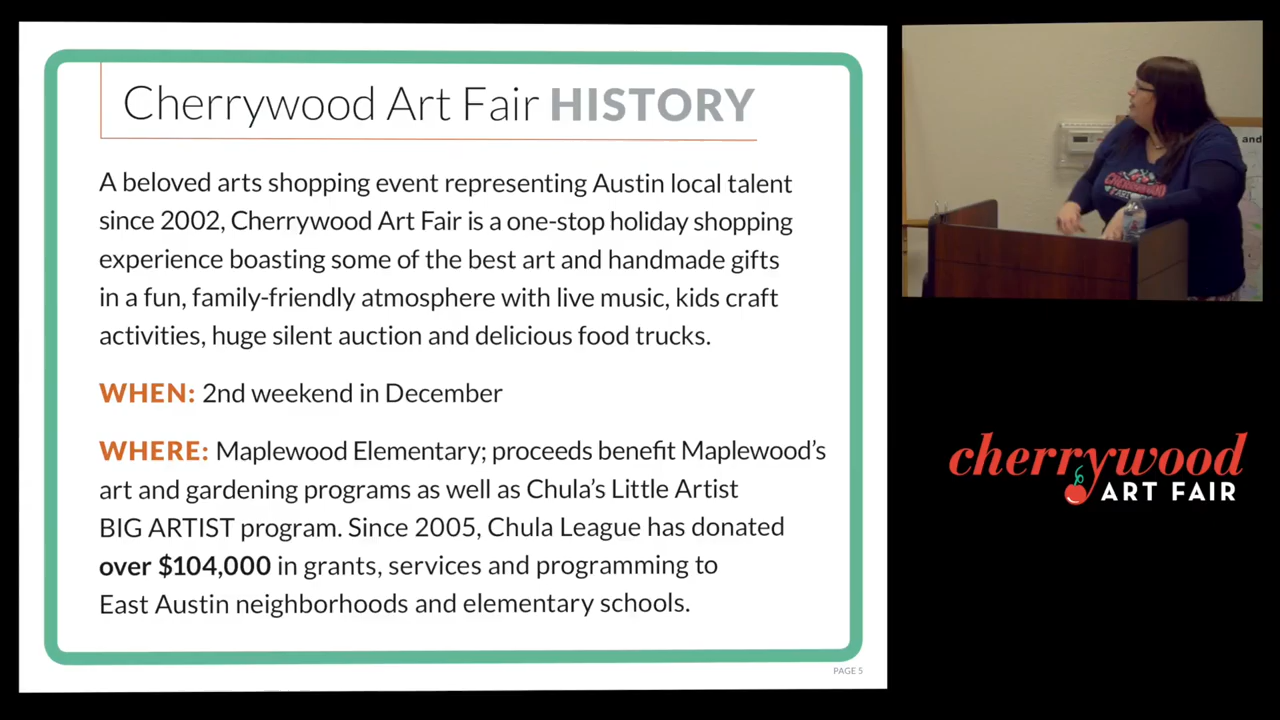 Cherrywood Art Fair HISTORY
A beloved arts shopping event representing Austin local talent
since 2002, Cherrywood Art Fair is a one-stop holiday shopping
experience boasting some of the best art and handmade gifts
in a fun, family-friendly atmosphere with live music, kids craft
activities, huge silent auction and delicious food trucks.
WHEN: 2nd weekend in December
WHERE: Maplewood Elementary; proceeds benefit Maplewood's
art and gardening programs as well as Chula's Little Artist
BIG ARTIST program. Since 2005, Chula League has donated
over $104,000 in grants, services and programming to
East Austin neighborhoods and elementary schools.
PAGE 5
and
cherrywood
ART FAIR